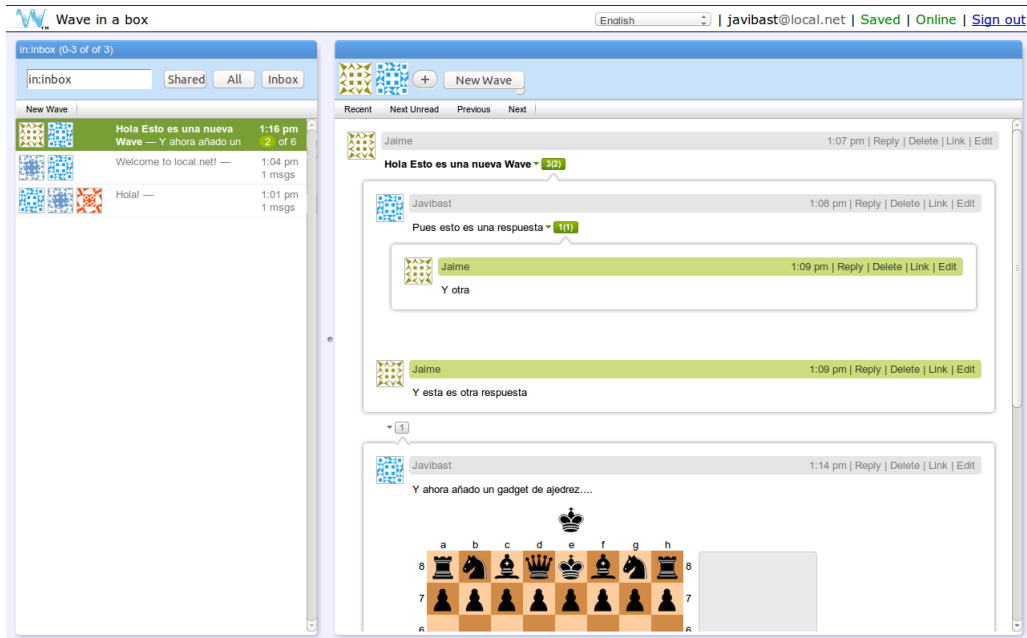 Wave in a box
English | javibast@local.net | Saved | Online | Sign out
in:inbox (0-3 of of 3)
in:inbox Shared All Inbox
New Wave
Hola Esto es una nueva 1:16 pm
Wave — Y ahora añado un 2 of 6
Welcome to local.net! — 1:04 pm
1 msgs
Hola! — 1:01 pm
1 msgs
+ New Wave
Recent Next Unread Previous Next
Jaime 1:07 pm | Reply | Delete | Link | Edit
Hola Esto es una nueva Wave 3(2)
Javibast 1:08 pm | Reply | Delete | Link | Edit
Pues esto es una respuesta 1(1)
Jaime 1:09 pm | Reply | Delete | Link | Edit
Y otra
Jaime 1:09 pm | Reply | Delete | Link | Edit
Y esta es otra respuesta
1
Javibast 1:14 pm | Reply | Delete | Link | Edit
Y ahora añado un gadget de ajedrez....
a b c d e f g h
8 8
7 7
6 6